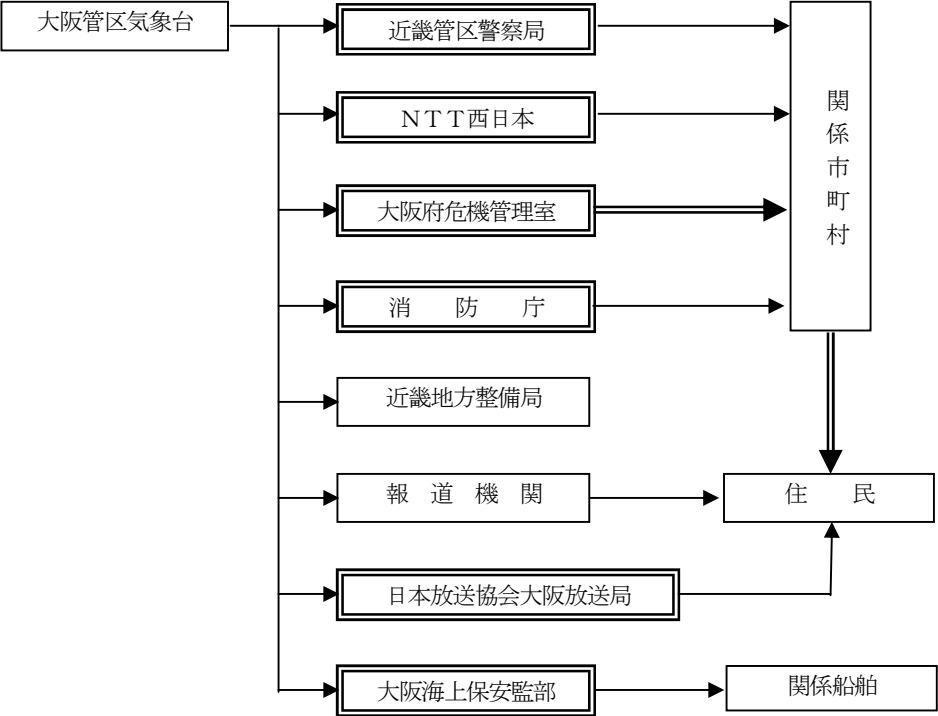 大阪管区気象台
近畿管区警察局
ＮＴＴ西日本
大阪府危機管理室
消　防　庁
近畿地方整備局
報　道　機　関
日本放送協会大阪放送局
大阪海上保安監部
関係市町村
住　民
関係船舶